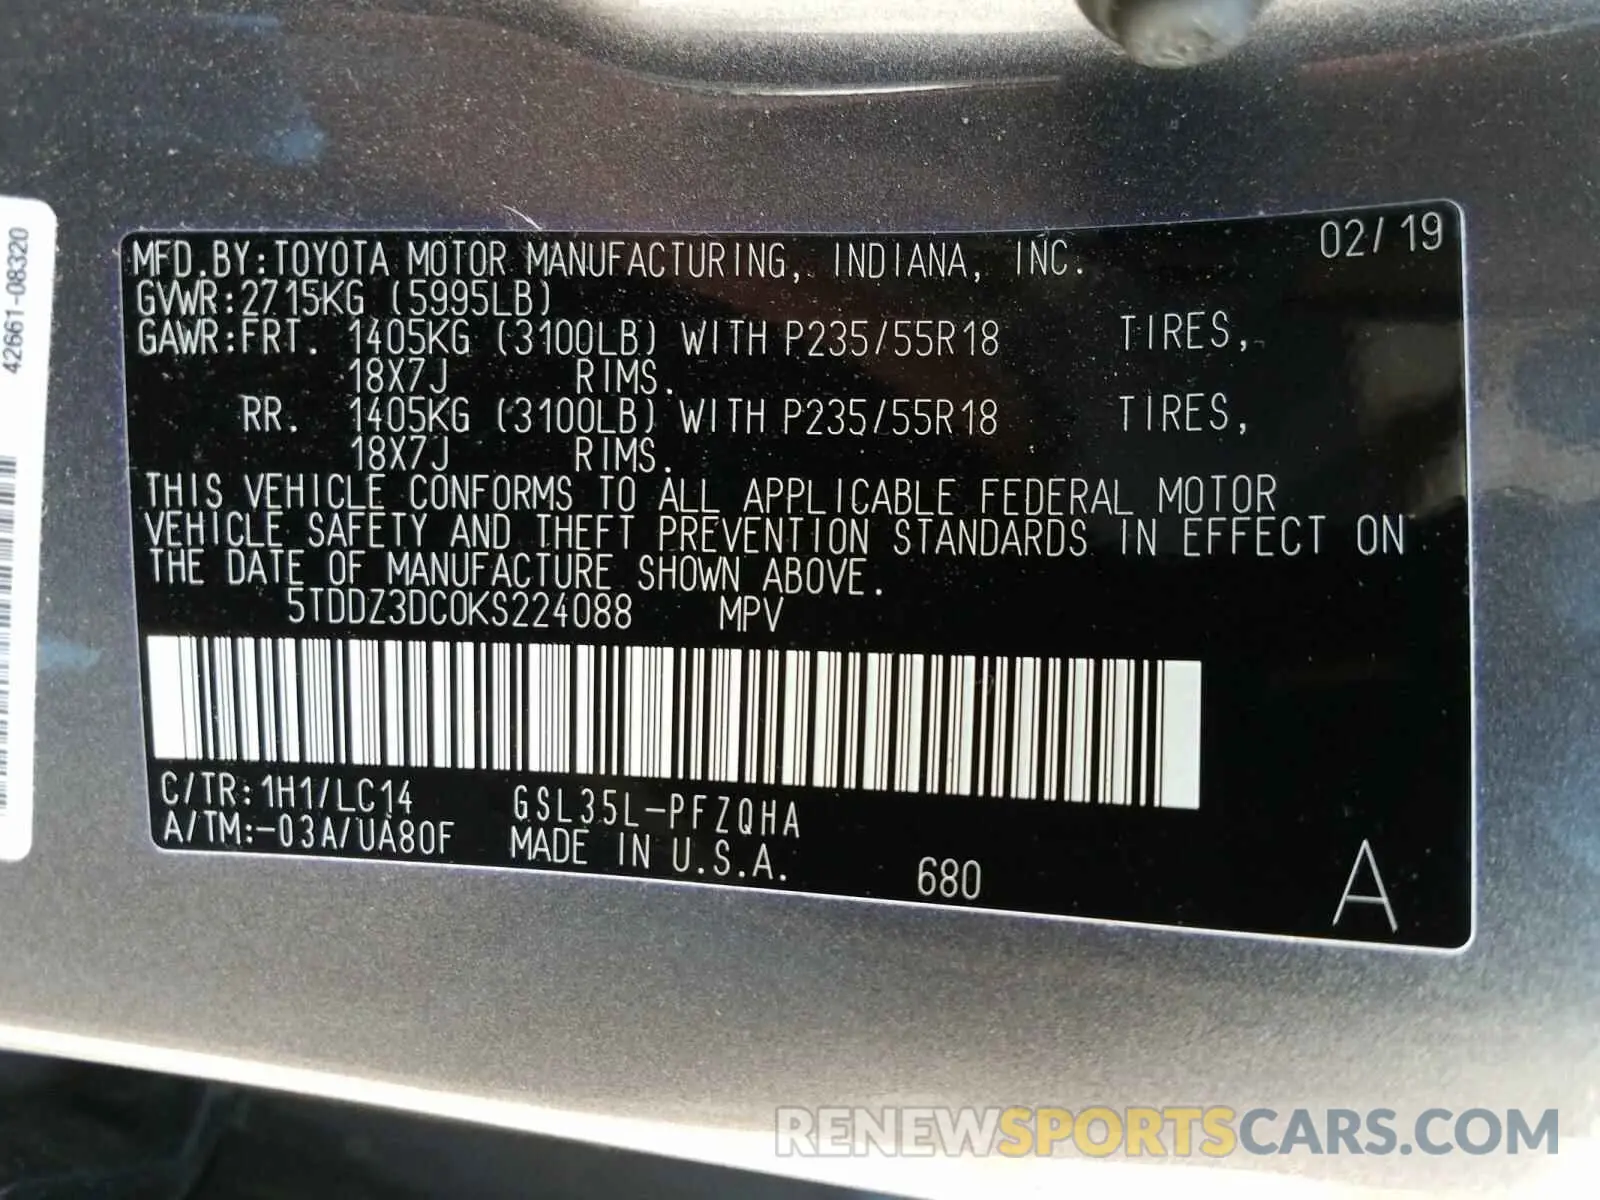 42661-08320
02/19
MFD.BY:TOYOTA MOTOR MANUFACTURING, INDIANA, INC.
GVWR:2715KG (5995LB)
GAWR:FRT. 1405KG (3100LB) WITH P235/55R18 TIRES,
18X7J RIMS.
RR. 1405KG (3100LB) WITH P235/55R18 TIRES,
18X7J RIMS.
THIS VEHICLE CONFORMS TO ALL APPLICABLE FEDERAL MOTOR
VEHICLE SAFETY AND THEFT PREVENTION STANDARDS IN EFFECT ON
THE DATE OF MANUFACTURE SHOWN ABOVE.
5TDDZ3DC0KS224088 MPV
C/TR:1H1/LC14 GSL35L-PFZQHA
A/TM:-03A/UA80F MADE IN U.S.A. 680 A
RENEWSPORTSCARS.COM